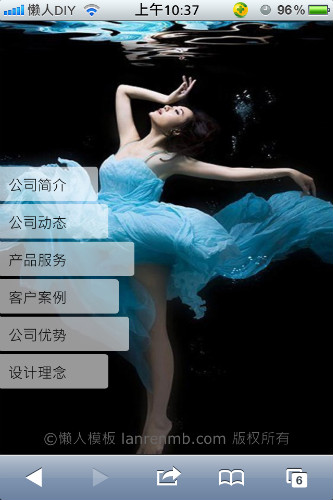 懒人DIY 上午10:37 96%
公司简介
公司动态
产品服务
客户案例
公司优势
设计理念
©懒人模板 lanrenmb.com 版权所有
6